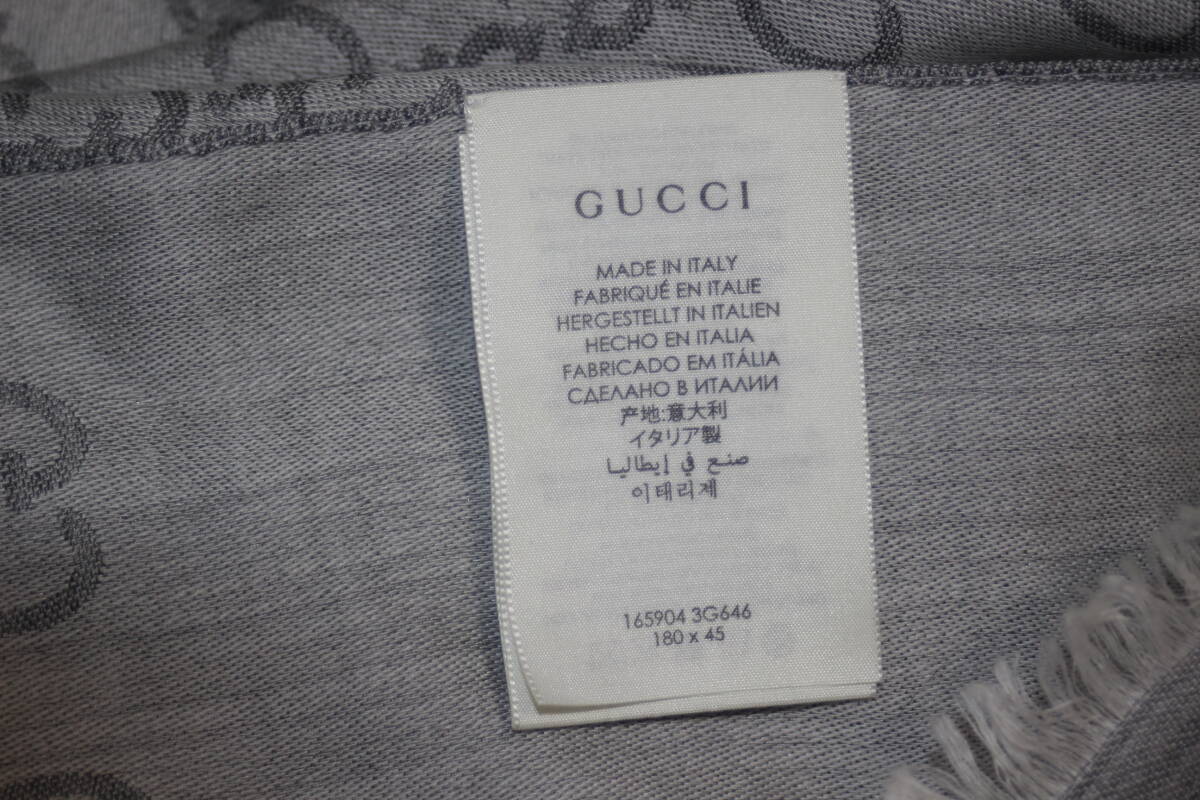 GUCCI
MADE IN ITALY
FABRIQUÉ EN ITALIE
HERGESTELLT IN ITALIEN
HECHO EN ITALIA
FABRICADO EM ITÁLIA
СДЕЛАНО В ИТАЛИИ
产地:意大利
イタリア製
صنع في إيطاليا
이태리제
165904 3G646
180 x 45